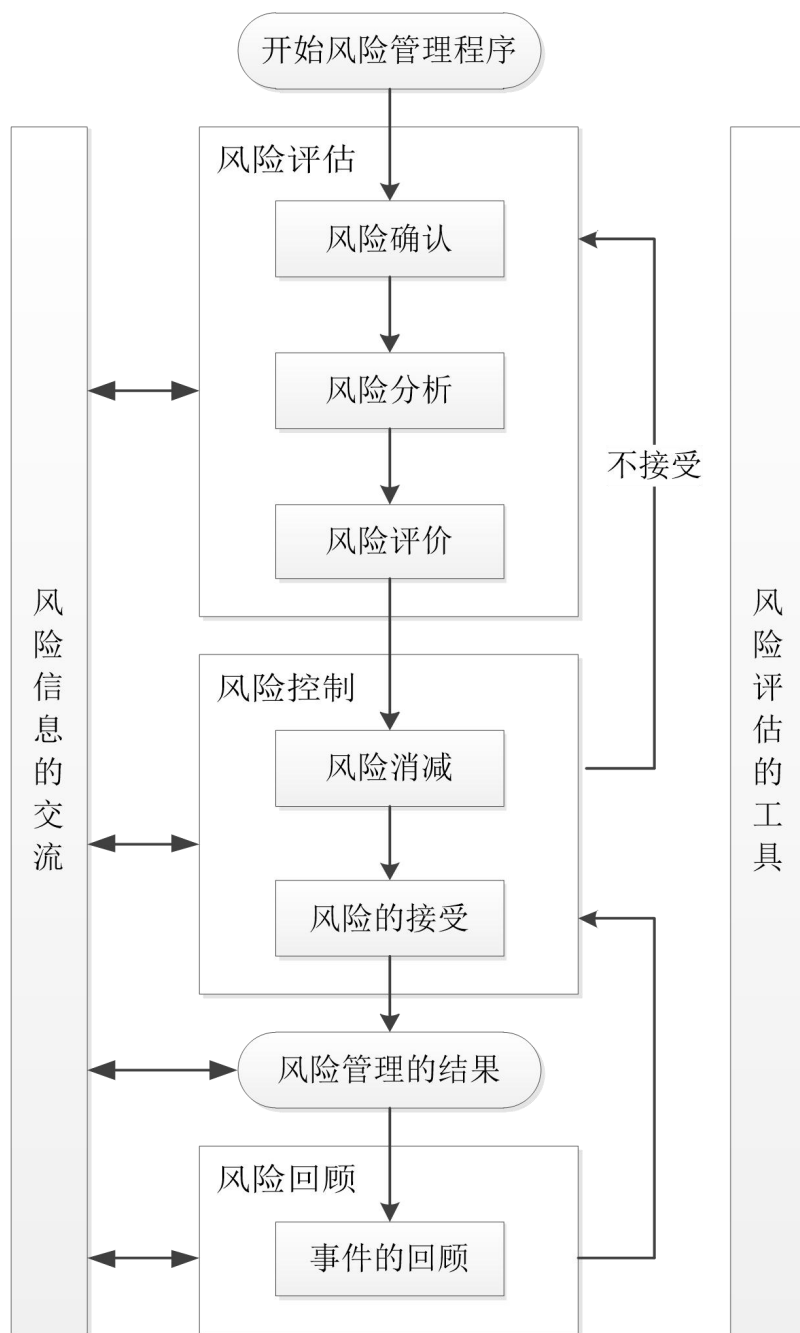 开始风险管理程序
风险评估
风险确认
风险分析
不接受
风险评价
风险信息的交流
风险评估的工具
风险控制
风险消减
风险的接受
风险管理的结果
风险回顾
事件的回顾